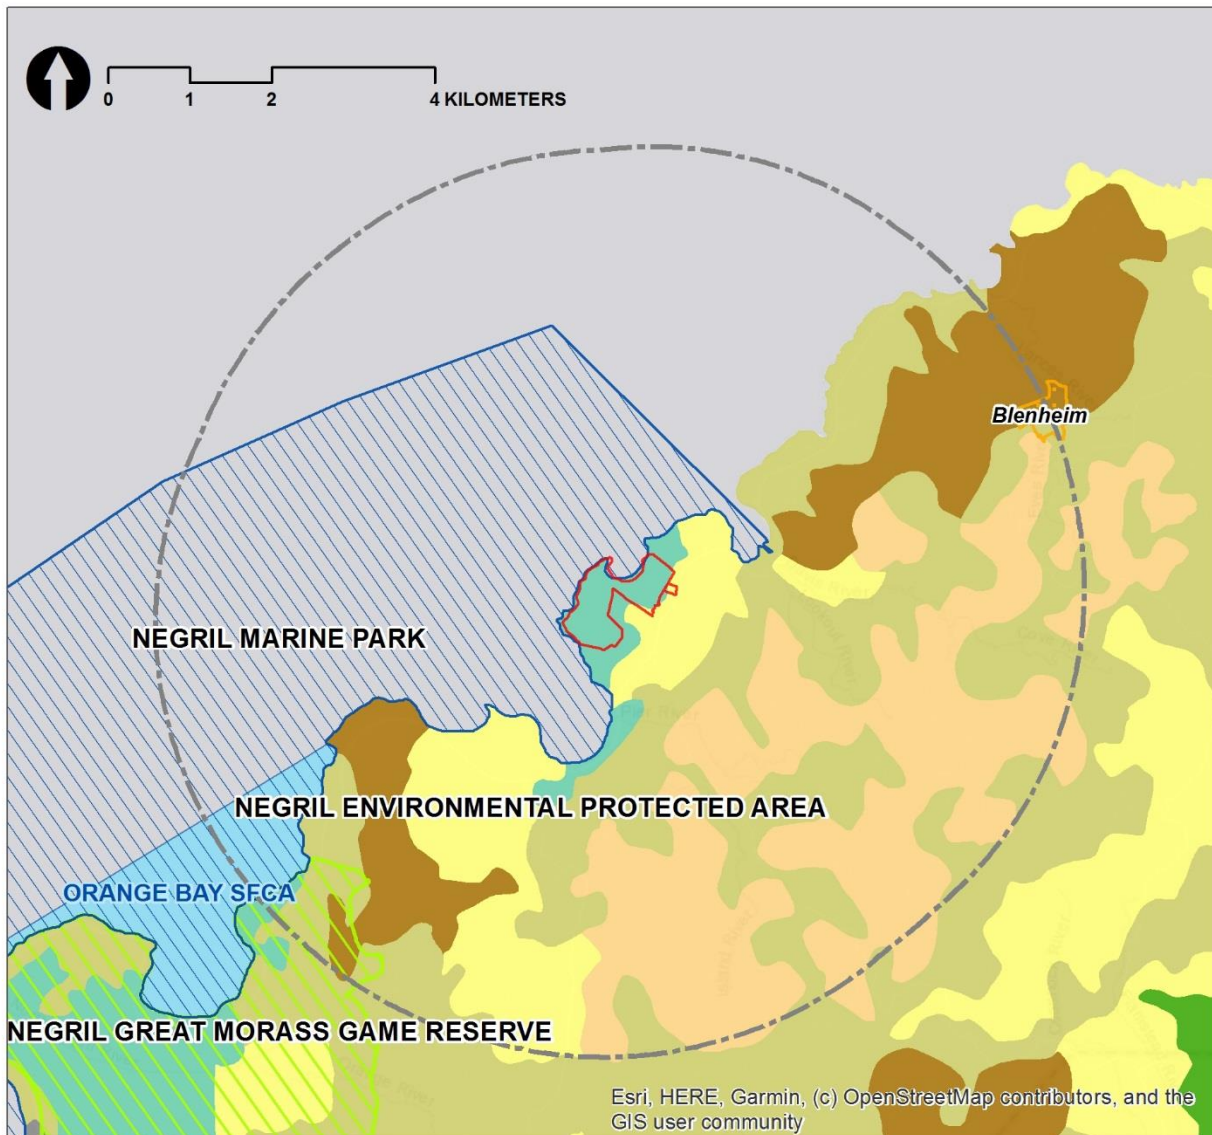 0 1 2 4 KILOMETERS
Blenheim
NEGRIL MARINE PARK
NEGRIL ENVIRONMENTAL PROTECTED AREA
ORANGE BAY SFCA
NEGRIL GREAT MORASS GAME RESERVE
Esri, HERE, Garmin, (c) OpenStreetMap contributors, and the
GIS user community